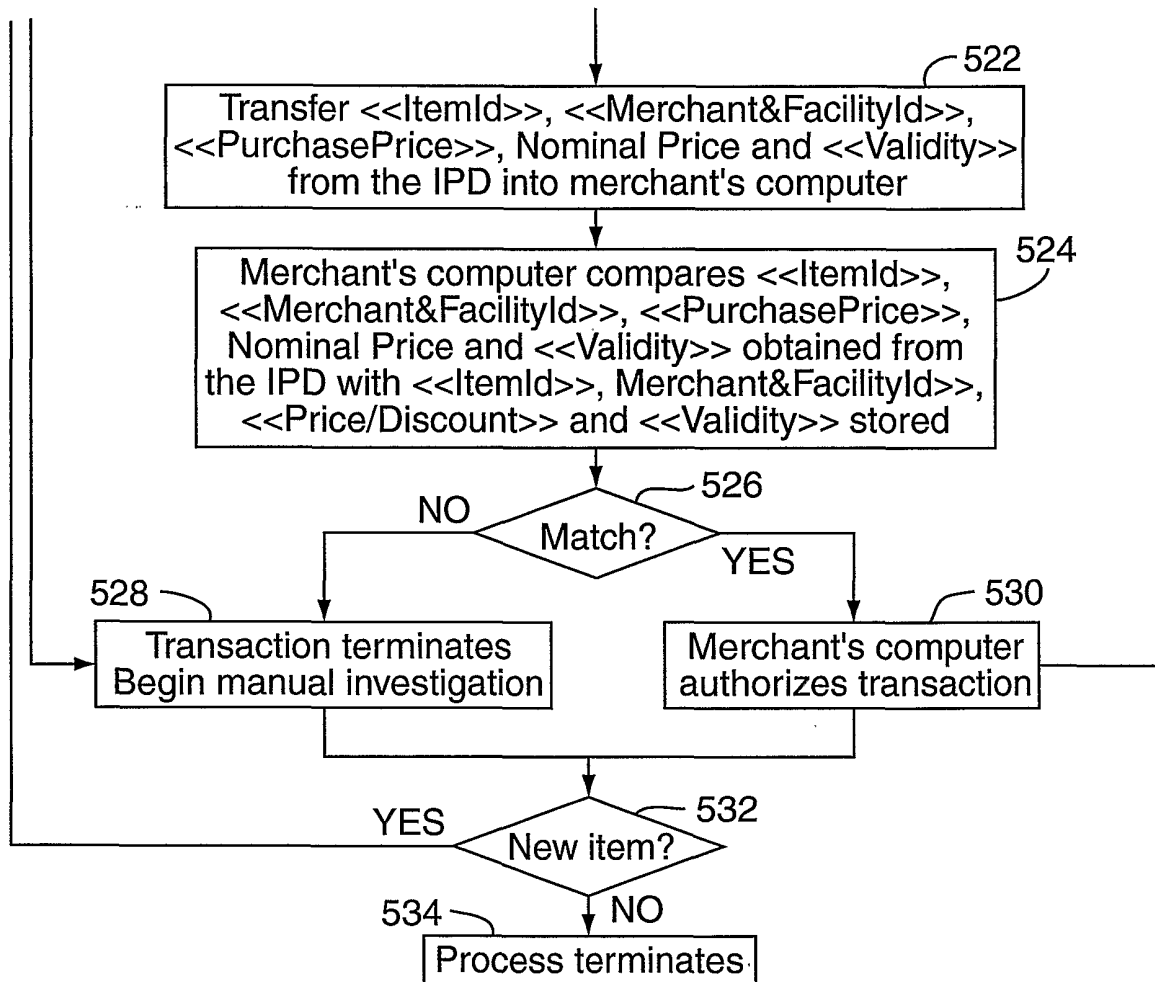 522
Transfer <<ItemId>>, <<Merchant&FacilityId>>,
<<PurchasePrice>>, Nominal Price and <<Validity>>
from the IPD into merchant's computer
524
Merchant's computer compares <<ItemId>>,
<<Merchant&FacilityId>>, <<PurchasePrice>>,
Nominal Price and <<Validity>> obtained from
the IPD with <<ItemId>>, Merchant&FacilityId>>,
<<Price/Discount>> and <<Validity>> stored
526
NO
Match?
YES
528
530
Transaction terminates
Begin manual investigation
Merchant's computer
authorizes transaction
532
YES
New item?
NO
534
Process terminates